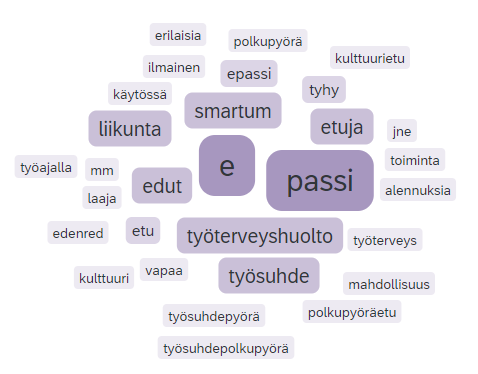 erilaisia
polkupyörä
kulttuurietu
ilmainen
epassi
tyhy
käytössä
smartum
liikunta
etuja
jne
e
toiminta
työajalla
mm
passi
edut
laaja
alennuksia
edenred
etu
työterveyshuolto
työterveys
kulttuuri
vapaa
työsuhde
mahdollisuus
työsuhdepyörä
polkupyöräetu
työsuhdepolkupyörä